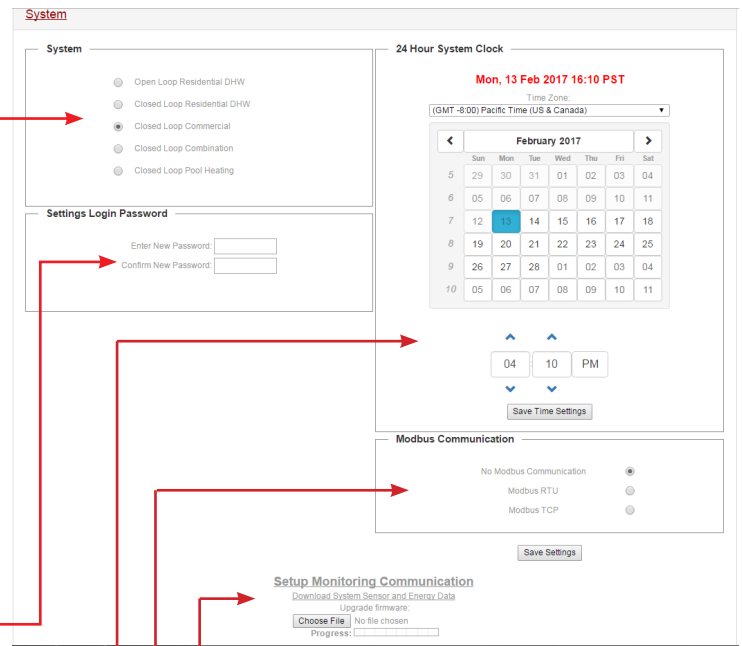 System
System
Open Loop Residential DHW
Closed Loop Residential DHW
Closed Loop Commercial
Closed Loop Combination
Closed Loop Pool Heating
Settings Login Password
Enter New Password:
Confirm New Password:
24 Hour System Clock
Mon, 13 Feb 2017 16:10 PST
Time Zone:
(GMT -8:00) Pacific Time (US & Canada)
February 2017
Sun Mon Tue Wed Thu Fri Sat
5 29 30 31 01 02 03 04
6 05 06 07 08 09 10 11
7 12 13 14 15 16 17 18
8 19 20 21 22 23 24 25
9 26 27 28 01 02 03 04
10 05 06 07 08 09 10 11
04 : 10 PM
Save Time Settings
Modbus Communication
No Modbus Communication
Modbus RTU
Modbus TCP
Save Settings
Setup Monitoring Communication
Download System Sensor and Energy Data
Upgrade firmware:
Choose File No file chosen
Progress: